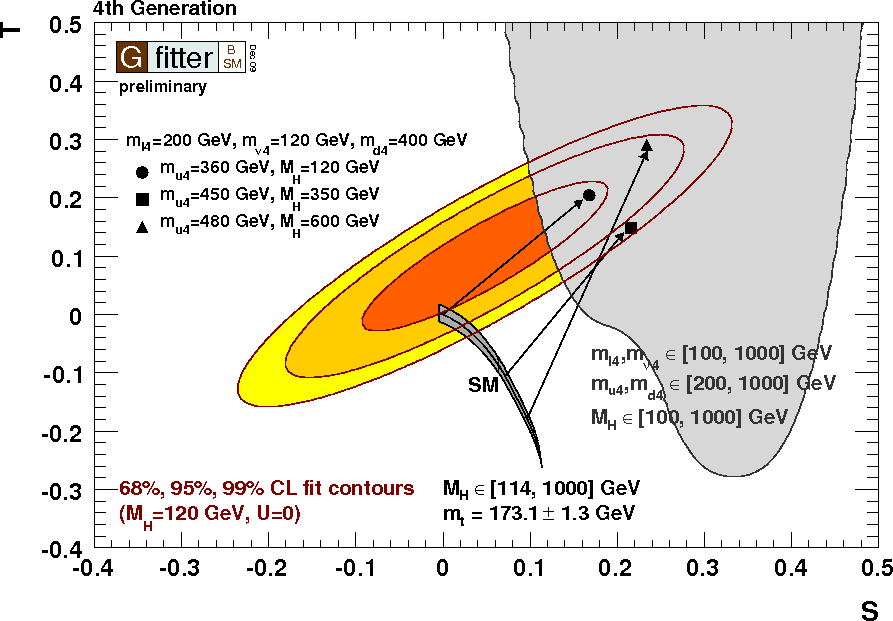 4th Generation
T
G fitter B SM Dec 09
preliminary
m_l4=200 GeV, m_ν4=120 GeV, m_d4=400 GeV
m_u4=360 GeV, M_H=120 GeV
m_u4=450 GeV, M_H=350 GeV
m_u4=480 GeV, M_H=600 GeV
0.5
0.4
0.3
0.2
0.1
0
-0.1
-0.2
-0.3
-0.4
SM
m_l4,m_ν4 ∈ [100, 1000] GeV
m_u4,m_d4 ∈ [200, 1000] GeV
M_H ∈ [100, 1000] GeV
68%, 95%, 99% CL fit contours
(M_H=120 GeV, U=0)
M_H ∈ [114, 1000] GeV
m_t = 173.1 ± 1.3 GeV
-0.4 -0.3 -0.2 -0.1 0 0.1 0.2 0.3 0.4 0.5
S